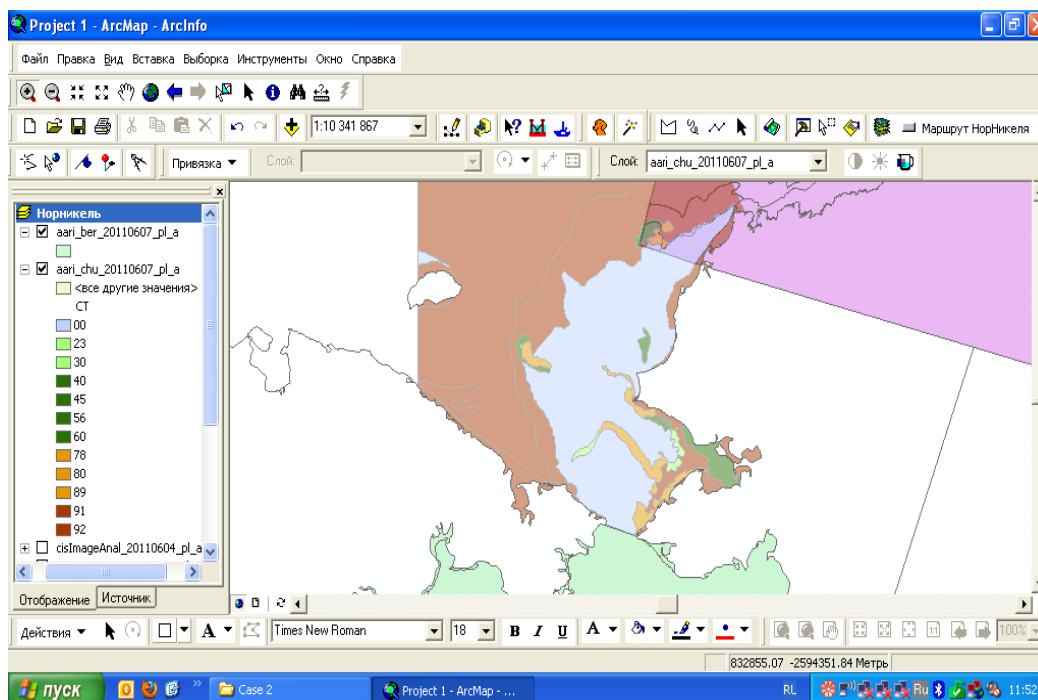 Project 1 - ArcMap - ArcInfo
Файл Правка Вид Вставка Выборка Инструменты Окно Справка
1:10 341 867
Маршрут НорНикеля
Привязка Слой: Слой: aari_chu_20110607_pl_a
Норникель
aari_ber_20110607_pl_a
aari_chu_20110607_pl_a
<все другие значения>
CT
00
23
30
40
45
56
60
78
80
89
91
92
cisImageAnal_20110604_pl_a
Отображение Источник
Действия A Times New Roman 18 B I U A 1:1 100%
832855.07 -2594351.84 Метры
пуск Case 2 Project 1 - ArcMap - ... RL Ru 11:52